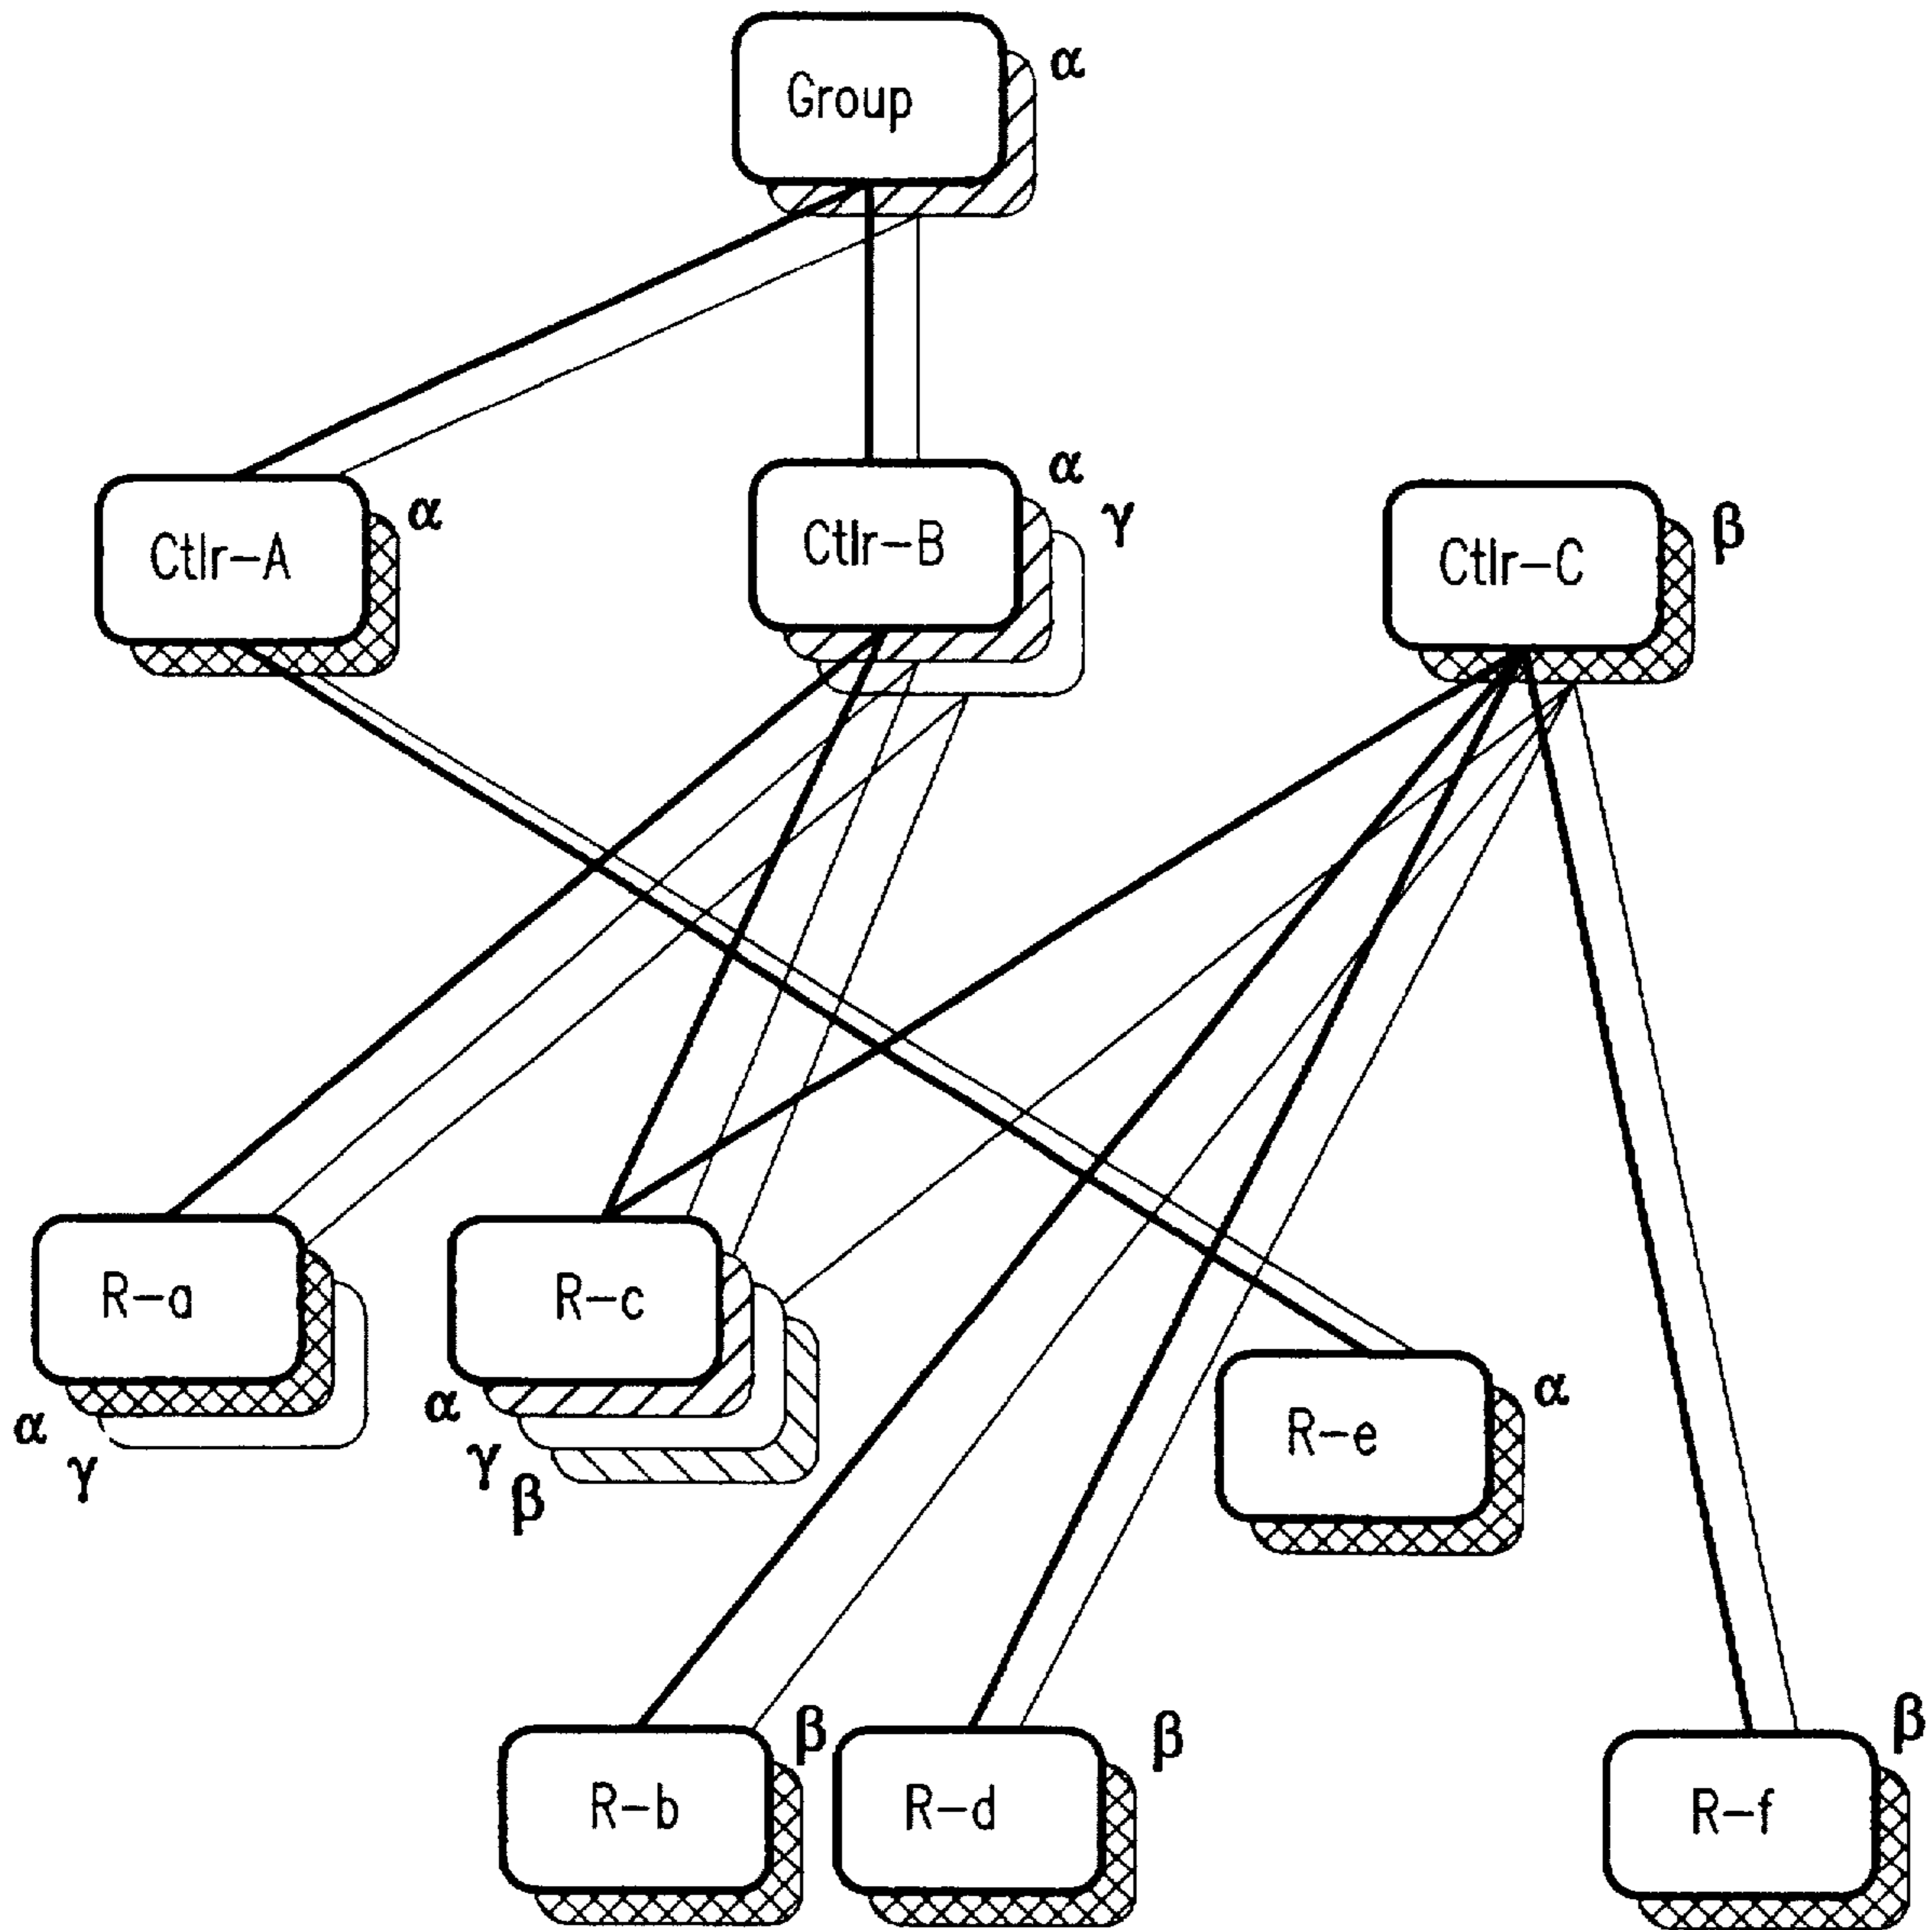 Group
α
Ctlr-A
α
Ctlr-B
α
γ
Ctlr-C
β
R-a
α
γ
R-c
α
γ
β
R-e
α
R-b
β
R-d
β
R-f
β